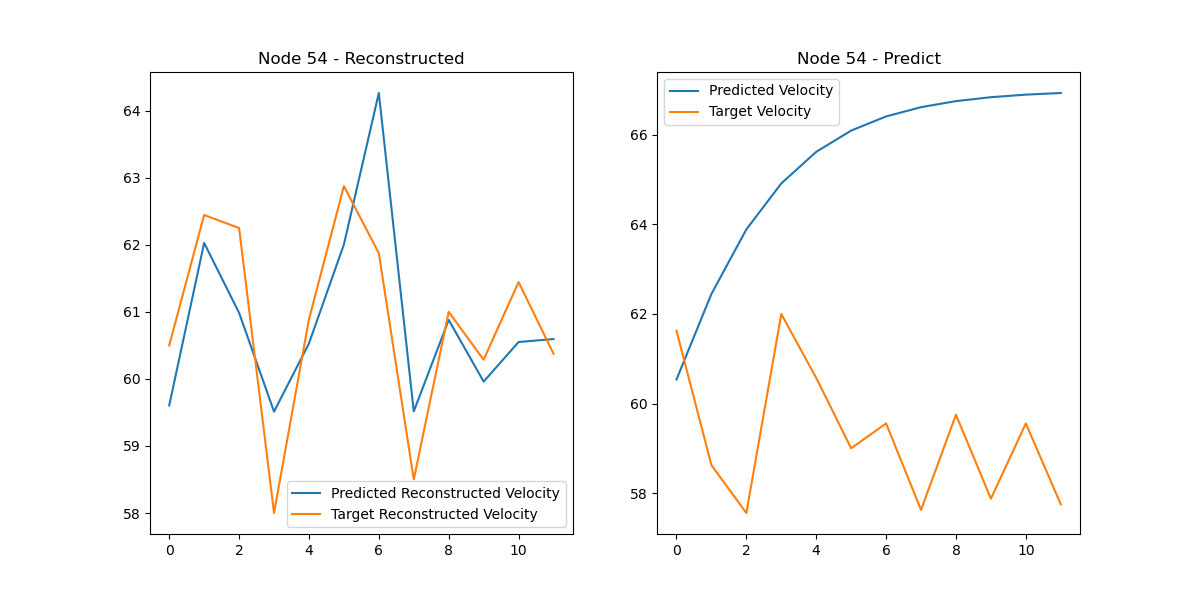 Node 54 - Reconstructed
64
63
62
61
60
59
58
0 2 4 6 8 10
Predicted Reconstructed Velocity
Target Reconstructed Velocity
Node 54 - Predict
Predicted Velocity
Target Velocity
66
64
62
60
58
0 2 4 6 8 10